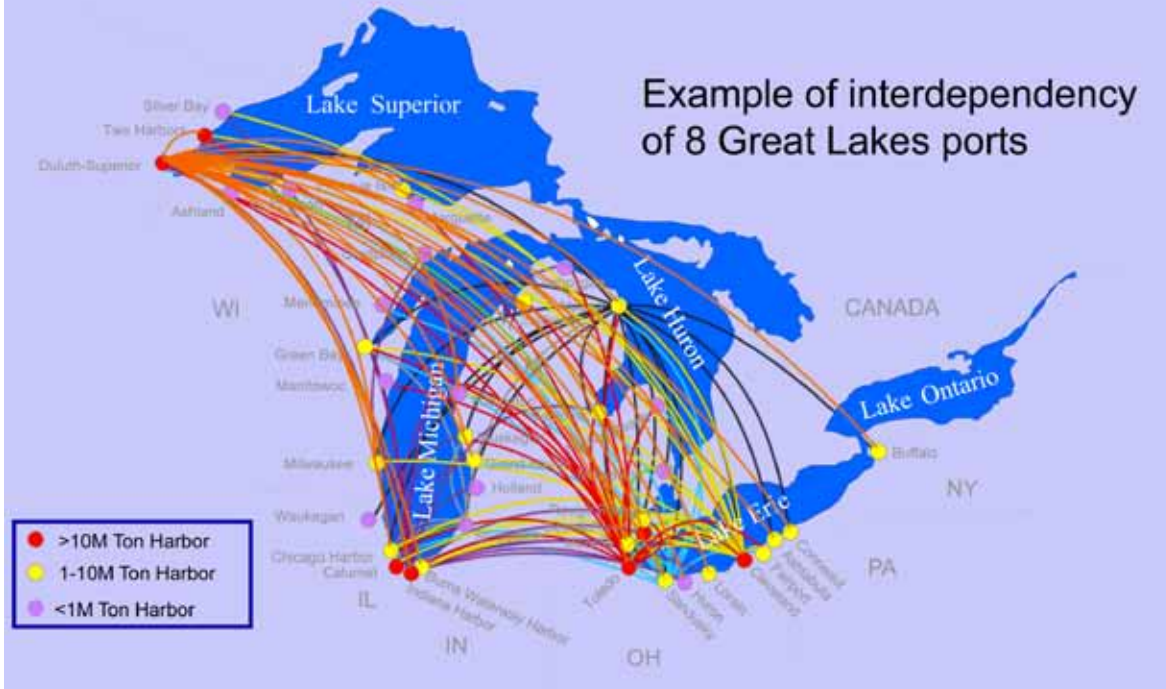 Example of interdependency
of 8 Great Lakes ports
Lake Superior
Silver Bay
Two Harbors
Duluth-Superior
Ashland
Marquette
WI
Menominee
Green Bay
Manitowoc
Milwaukee
Waukegan
Chicago Harbor
Calumet
IL
IN
Indiana Harbor
Burns Waterway Harbor
Lake Michigan
Holland
Lake Huron
CANADA
Lake Ontario
Buffalo
NY
Lake Erie
PA
Conneaut
Ashtabula
Fairport
Cleveland
Lorain
Huron
Sandusky
Toledo
OH
>10M Ton Harbor
1-10M Ton Harbor
<1M Ton Harbor